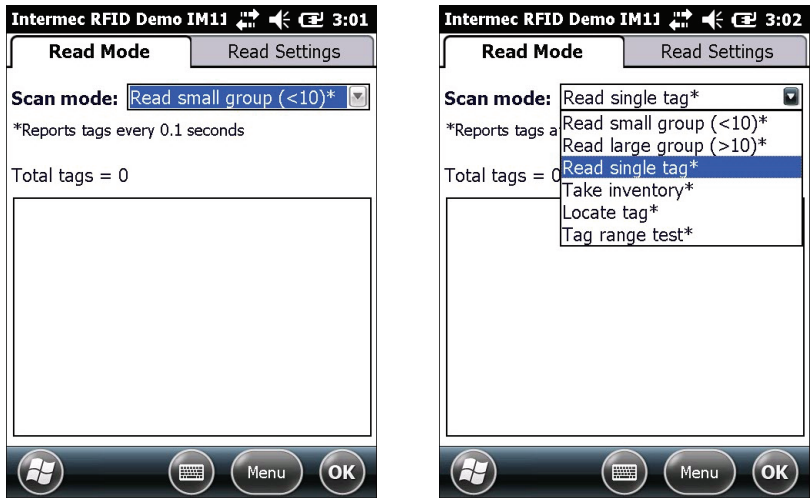 Intermec RFID Demo IM11 3:01
Read Mode Read Settings
Scan mode: Read small group (<10)*
*Reports tags every 0.1 seconds
Total tags = 0
Menu OK
Intermec RFID Demo IM11 3:02
Read Mode Read Settings
Scan mode: Read single tag*
*Reports tags a
Read small group (<10)*
Read large group (>10)*
Total tags = 0
Read single tag*
Take inventory*
Locate tag*
Tag range test*
Menu OK